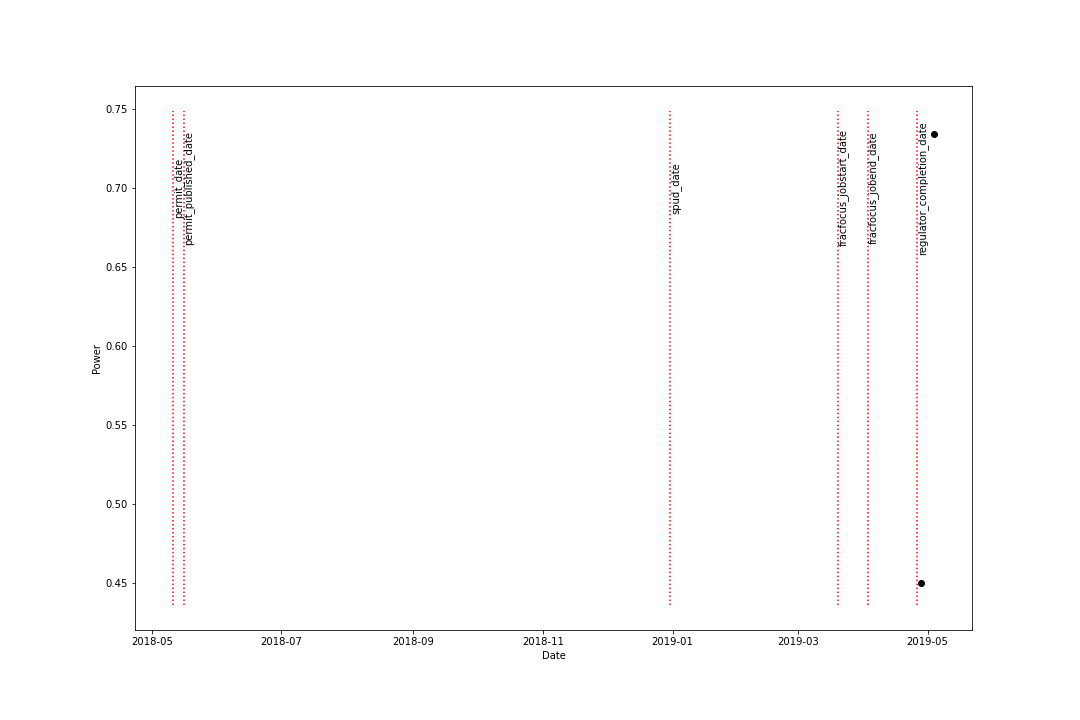 0.75
0.70
0.65
0.60
0.55
0.50
0.45
Power
permit_date
permit_published_date
spud_date
fracfocus_jobstart_date
fracfocus_jobend_date
regulator_completion_date
2018-05
2018-07
2018-09
2018-11
2019-01
2019-03
2019-05
Date